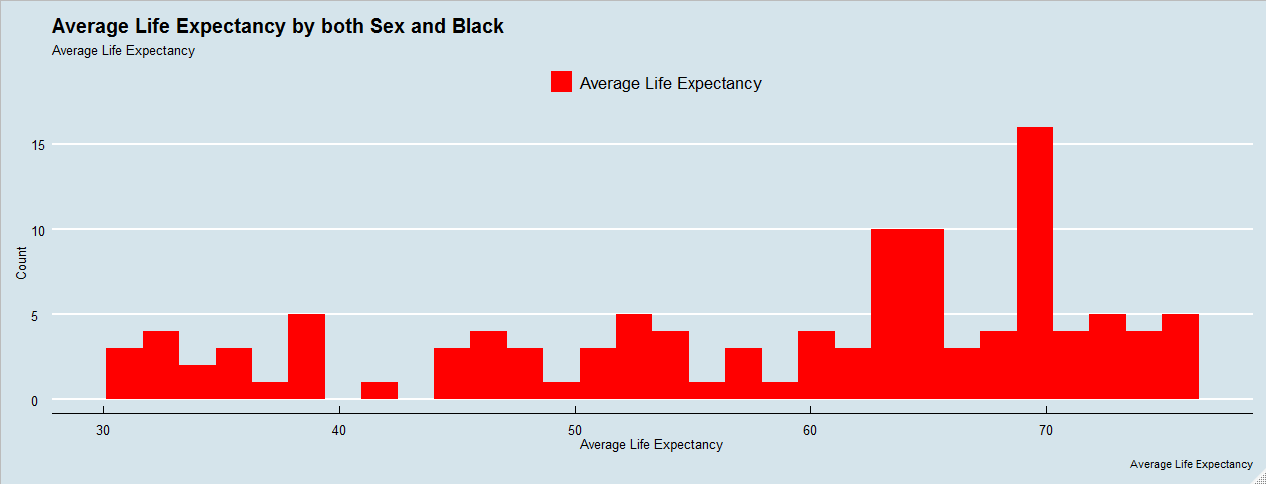 Average Life Expectancy by both Sex and Black
Average Life Expectancy
Average Life Expectancy
15
10
5
0
Count
30 40 50 60 70
Average Life Expectancy
Average Life Expectancy